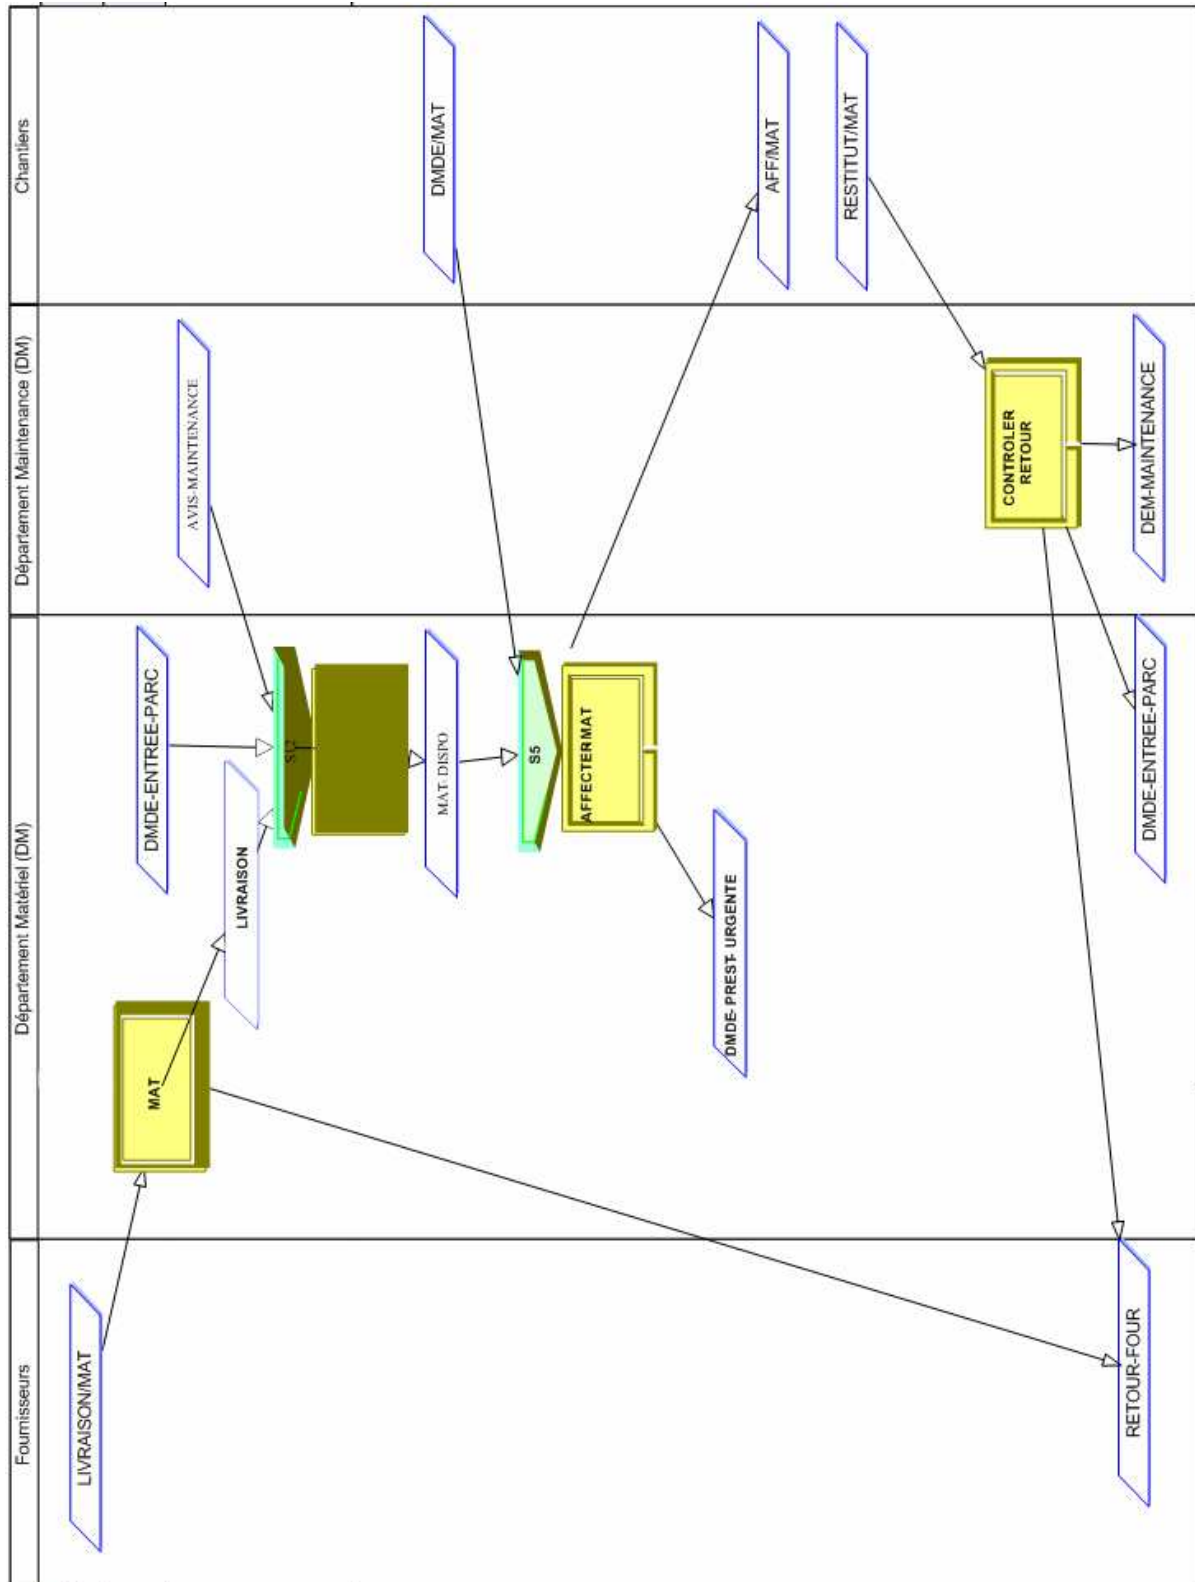 Fournisseurs
Département Matériel (DM)
Département Maintenance (DM)
Chantiers
LIVRAISON/MAT
MAT
DMDE-ENTREE-PARC
AVIS-MAINTENANCE
LIVRAISON
MAT-DISPO
DMDE/MAT
S5
AFFECTERMAT
DMDE-PREST-URGENTE
AFF/MAT
RESTITUT/MAT
CONTROLER
RETOUR
RETOUR-FOUR
DMDE-ENTREE-PARC
DEM-MAINTENANCE